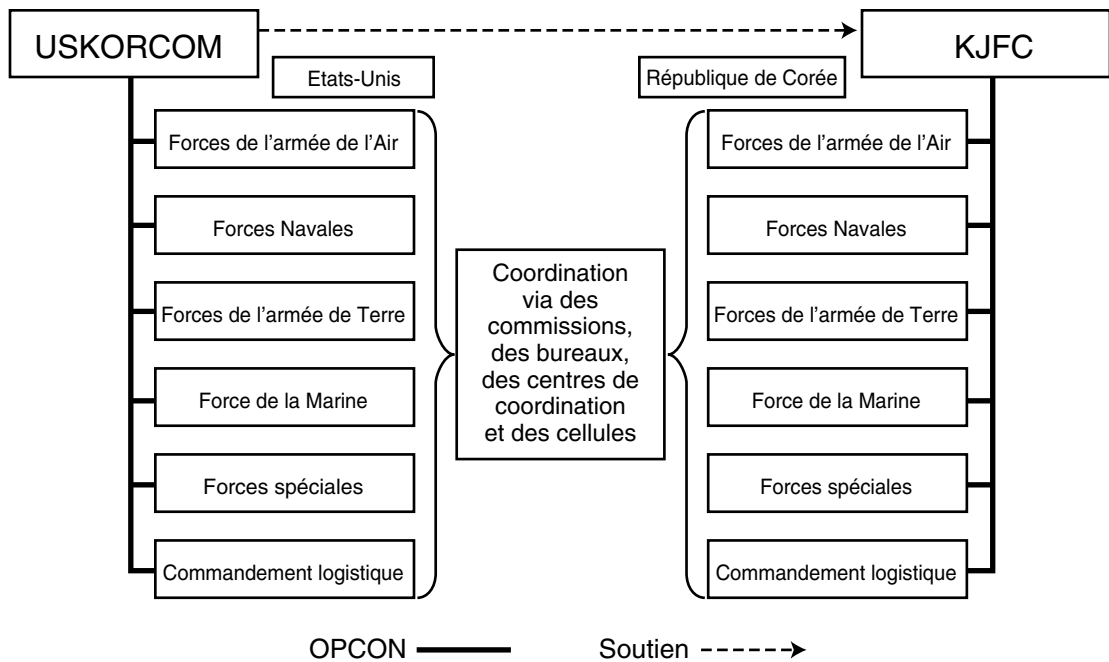 USKORCOM
KJFC
Etats-Unis
République de Corée
Forces de l'armée de l'Air
Forces de l'armée de l'Air
Forces Navales
Forces Navales
Forces de l'armée de Terre
Forces de l'armée de Terre
Force de la Marine
Force de la Marine
Forces spéciales
Forces spéciales
Commandement logistique
Commandement logistique
Coordination
via des
commissions,
des bureaux,
des centres de
coordination
et des cellules
OPCON
Soutien